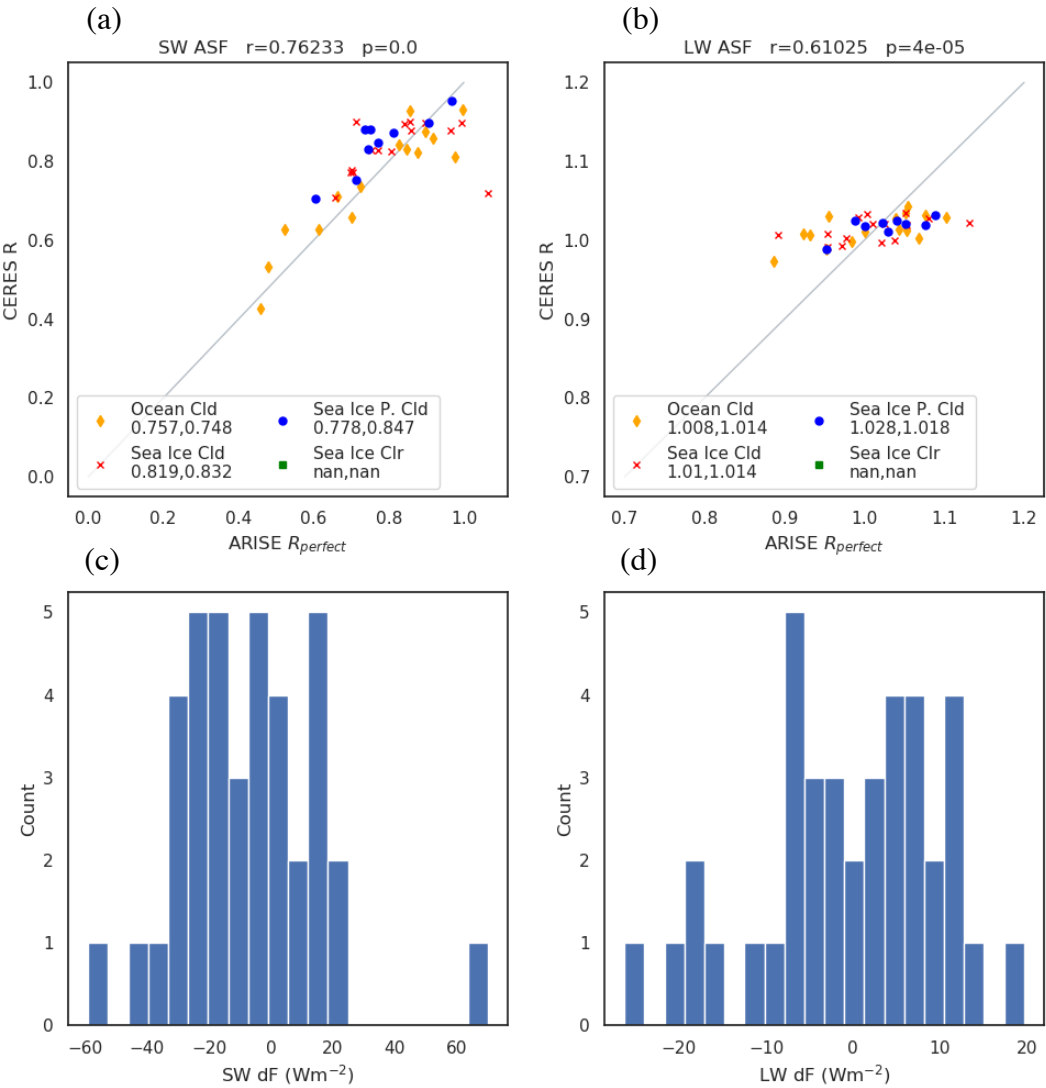 (a)
SW ASF r=0.76233 p=0.0
CERES R
1.0
0.8
0.6
0.4
0.2
0.0
Ocean Cld
0.757,0.748
Sea Ice Cld
0.819,0.832
Sea Ice P. Cld
0.778,0.847
Sea Ice Clr
nan,nan
0.0 0.2 0.4 0.6 0.8 1.0
ARISE R_perfect
(b)
LW ASF r=0.61025 p=4e-05
CERES R
1.2
1.1
1.0
0.9
0.8
0.7
Ocean Cld
1.008,1.014
Sea Ice Cld
1.01,1.014
Sea Ice P. Cld
1.028,1.018
Sea Ice Clr
nan,nan
0.7 0.8 0.9 1.0 1.1 1.2
ARISE R_perfect
(c)
Count
5
4
3
2
1
0
−60 −40 −20 0 20 40 60
SW dF (Wm⁻²)
(d)
Count
5
4
3
2
1
0
−20 −10 0 10 20
LW dF (Wm⁻²)